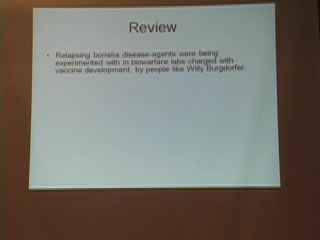 Review
• Relapsing borrelia disease-agents were being
experimented with in biowarfare labs charged with
vaccine development, by people like Willy Burgdorfer.